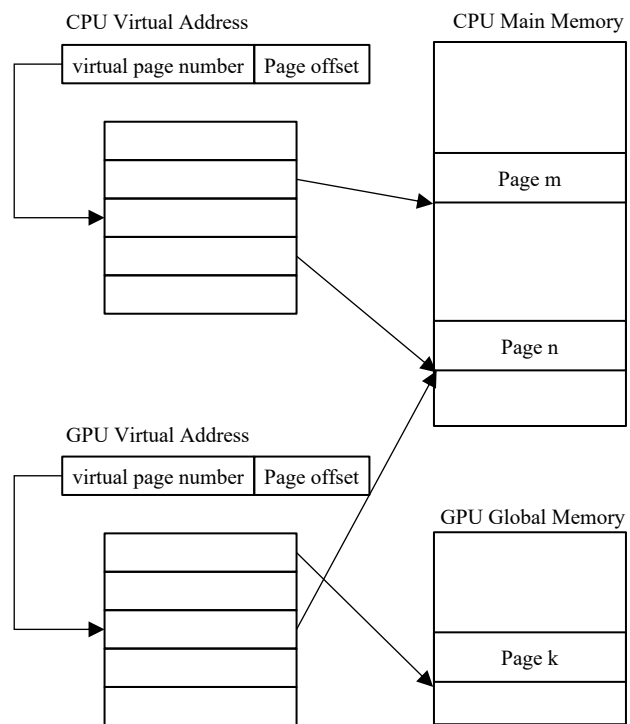 CPU Virtual Address
CPU Main Memory
virtual page number
Page offset
Page m
Page n
GPU Virtual Address
virtual page number
Page offset
GPU Global Memory
Page k